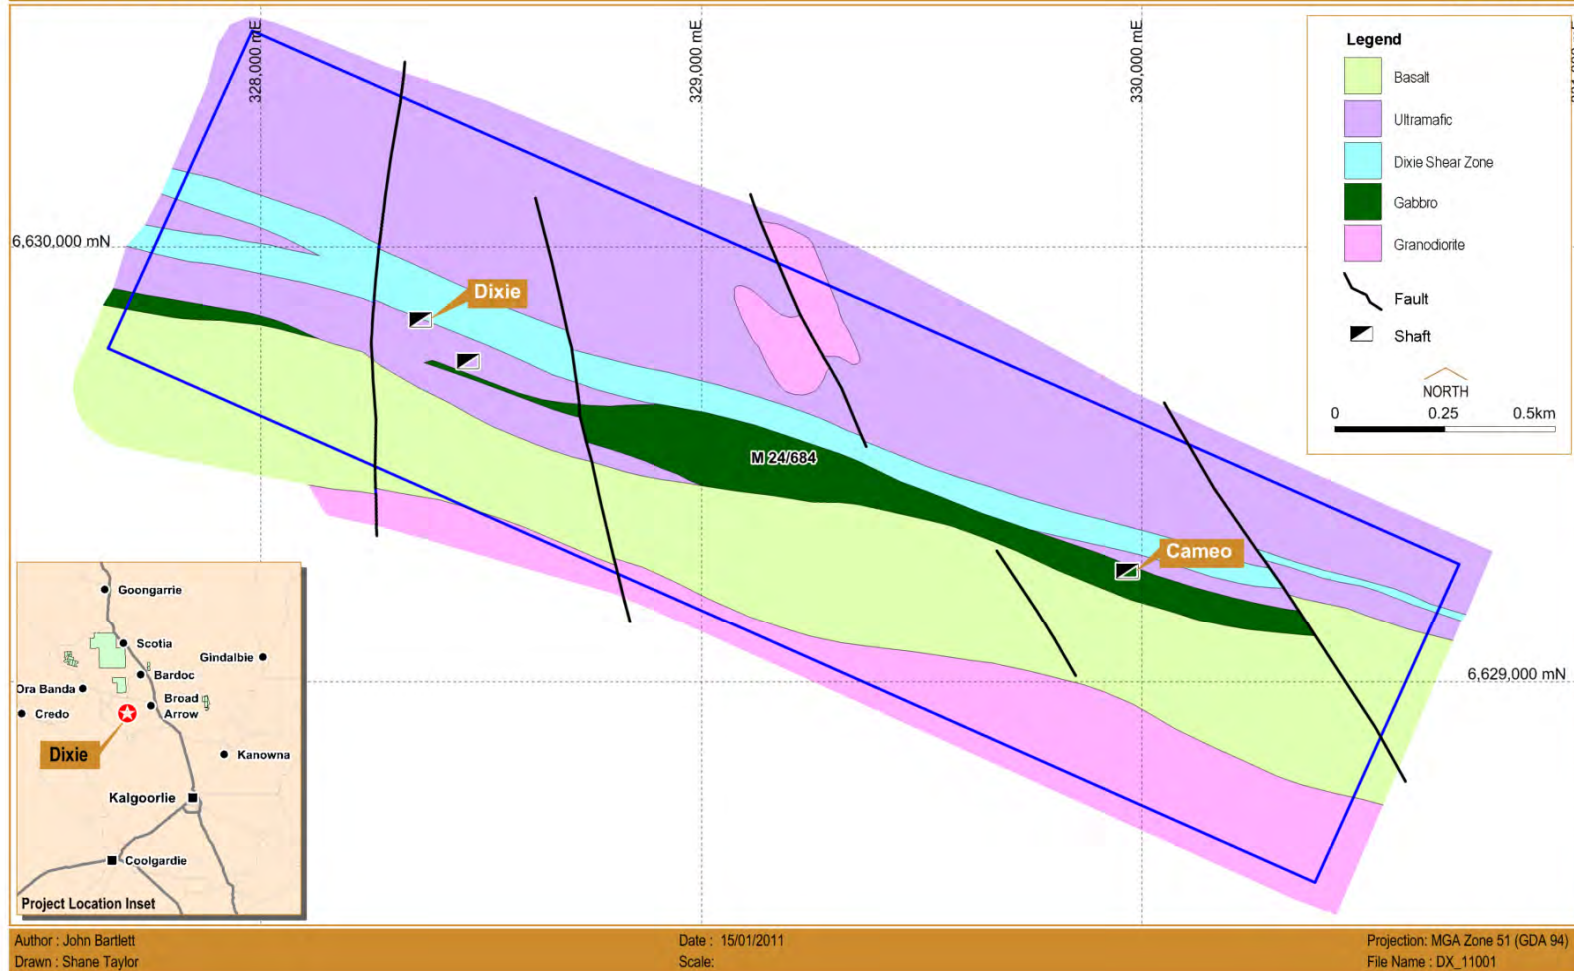 328,000 mE
329,000 mE
330,000 mE
Legend
Basalt
Ultramafic
Dixie Shear Zone
Gabbro
Granodiorite
Fault
Shaft
NORTH
0 0.25 0.5km
6,630,000 mN
Dixie
M 24/684
Cameo
6,629,000 mN
Goongarrie
Scotia
Gindalbie
Bardoc
Ora Banda
Broad
Arrow
Credo
Dixie
Kanowna
Kalgoorlie
Coolgardie
Project Location Inset
Author : John Bartlett
Date : 15/01/2011
Projection: MGA Zone 51 (GDA 94)
Drawn : Shane Taylor
Scale:
File Name : DX_11001